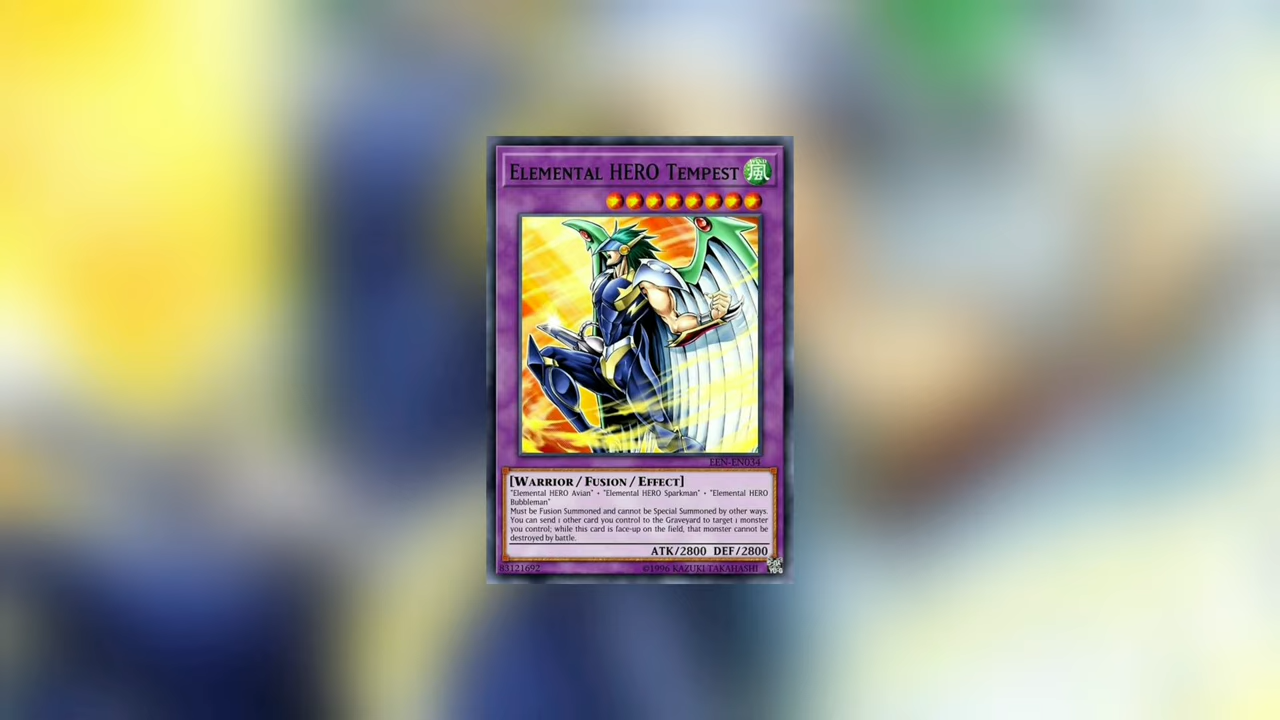 Elemental HERO Tempest
WIND
風
EEN-EN034
[Warrior / Fusion / Effect]
"Elemental HERO Avian" + "Elemental HERO Sparkman" + "Elemental HERO
Bubbleman"
Must be Fusion Summoned and cannot be Special Summoned by other ways.
You can send 1 other card you control to the Graveyard to target 1 monster
you control; while this card is face-up on the field, that monster cannot be
destroyed by battle.
ATK/2800 DEF/2800
83121692 ©1996 KAZUKI TAKAHASHI